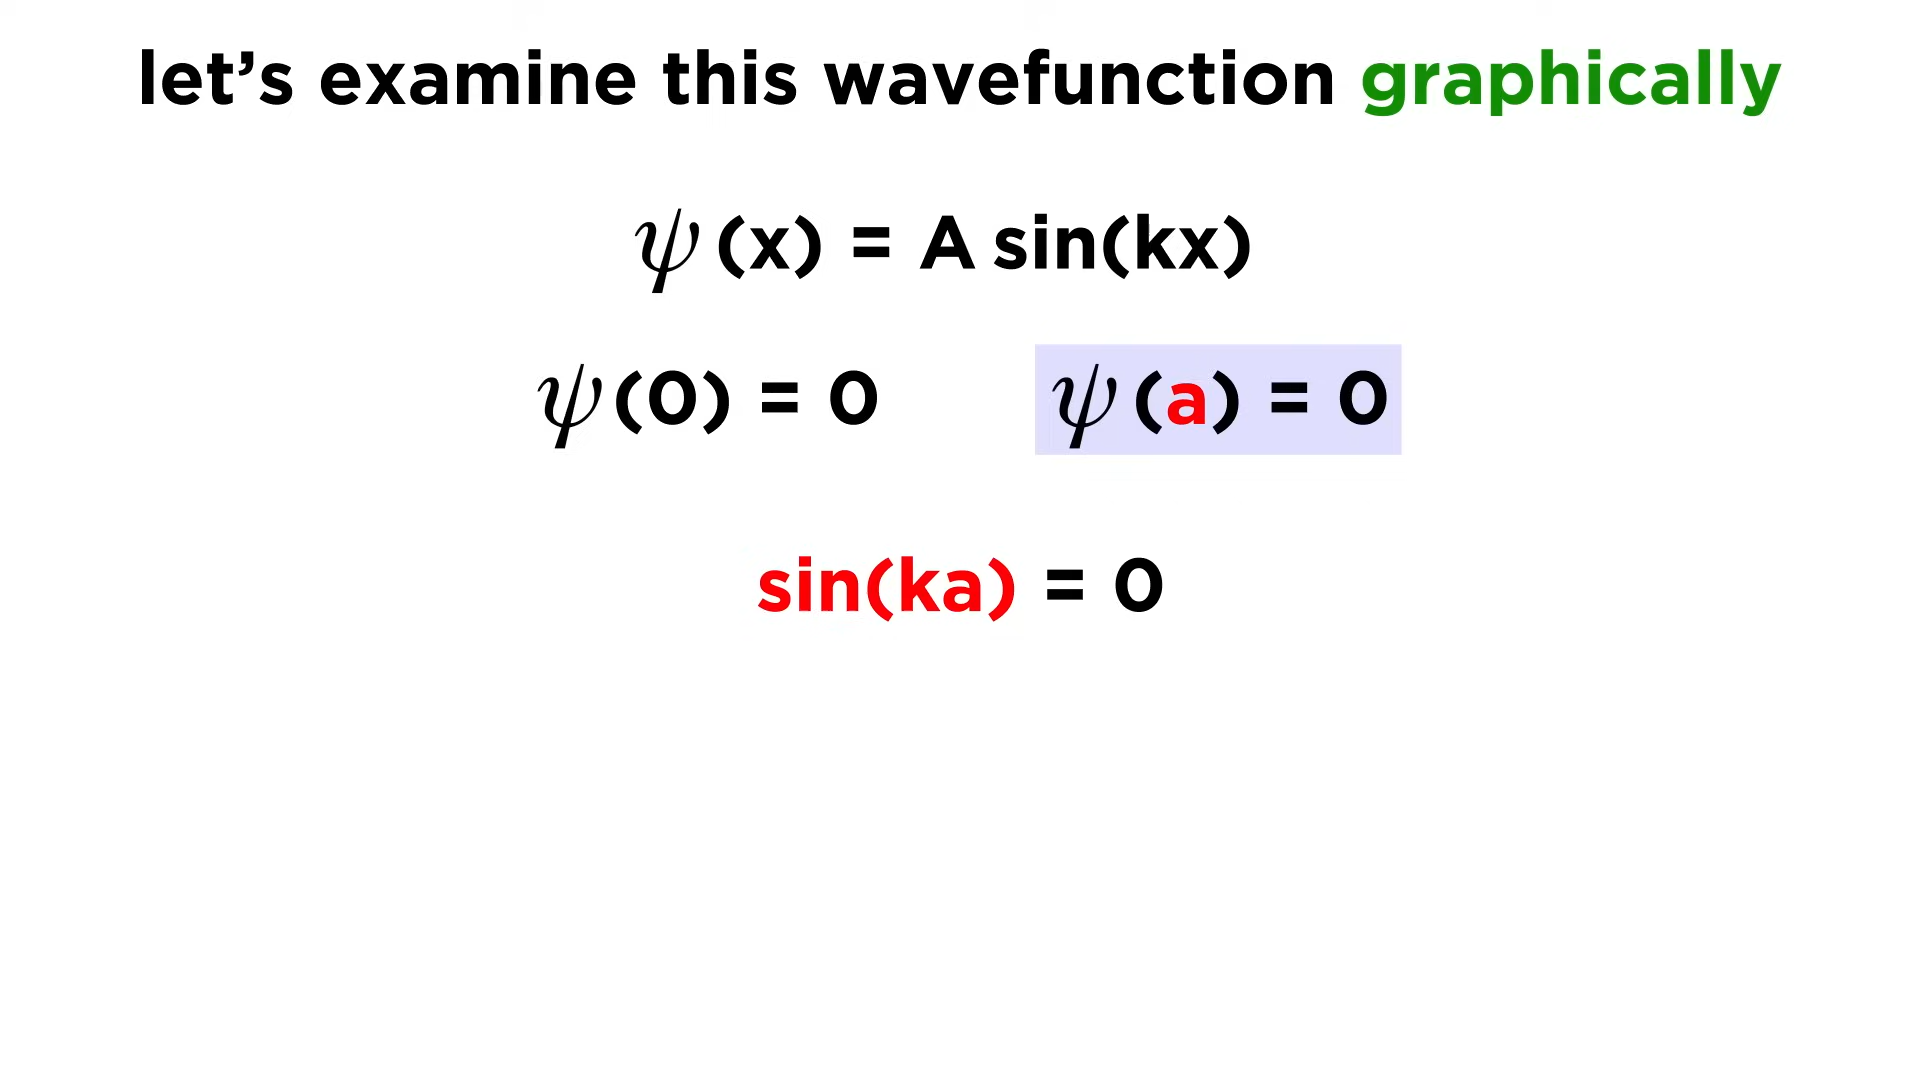 let’s examine this wavefunction graphically
ψ(x) = A sin(kx)
ψ(0) = 0 ψ(a) = 0
sin(ka) = 0